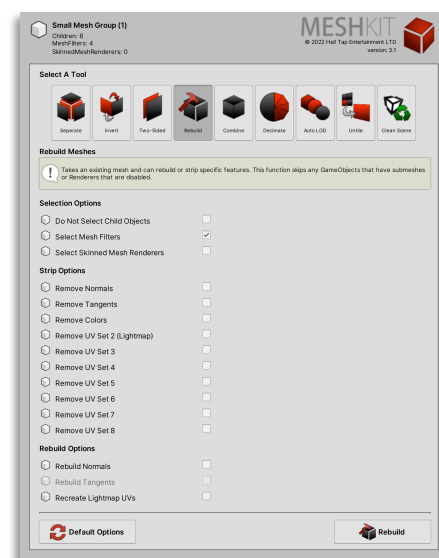 Small Mesh Group (1)
Children: 6
MeshFilters: 4
SkinnedMeshRenderers: 0
MESHKIT
© 2022 Hell Tap Entertainment LTD
version: 3.1
Select A Tool
Seperate
Invert
Two-Sided
Rebuild
Combine
Decimate
Auto LOD
Untile
Clean Scene
Rebuild Meshes
Takes an existing mesh and can rebuild or strip specific features. This function skips any GameObjects that have submeshes
or Renderers that are disabled.
Selection Options
Do Not Select Child Objects
Select Mesh Filters
Select Skinned Mesh Renderers
Strip Options
Remove Normals
Remove Tangents
Remove Colors
Remove UV Set 2 (Lightmap)
Remove UV Set 3
Remove UV Set 4
Remove UV Set 5
Remove UV Set 6
Remove UV Set 7
Remove UV Set 8
Rebuild Options
Rebuild Normals
Rebuild Tangents
Recreate Lightmap UVs
Default Options
Rebuild